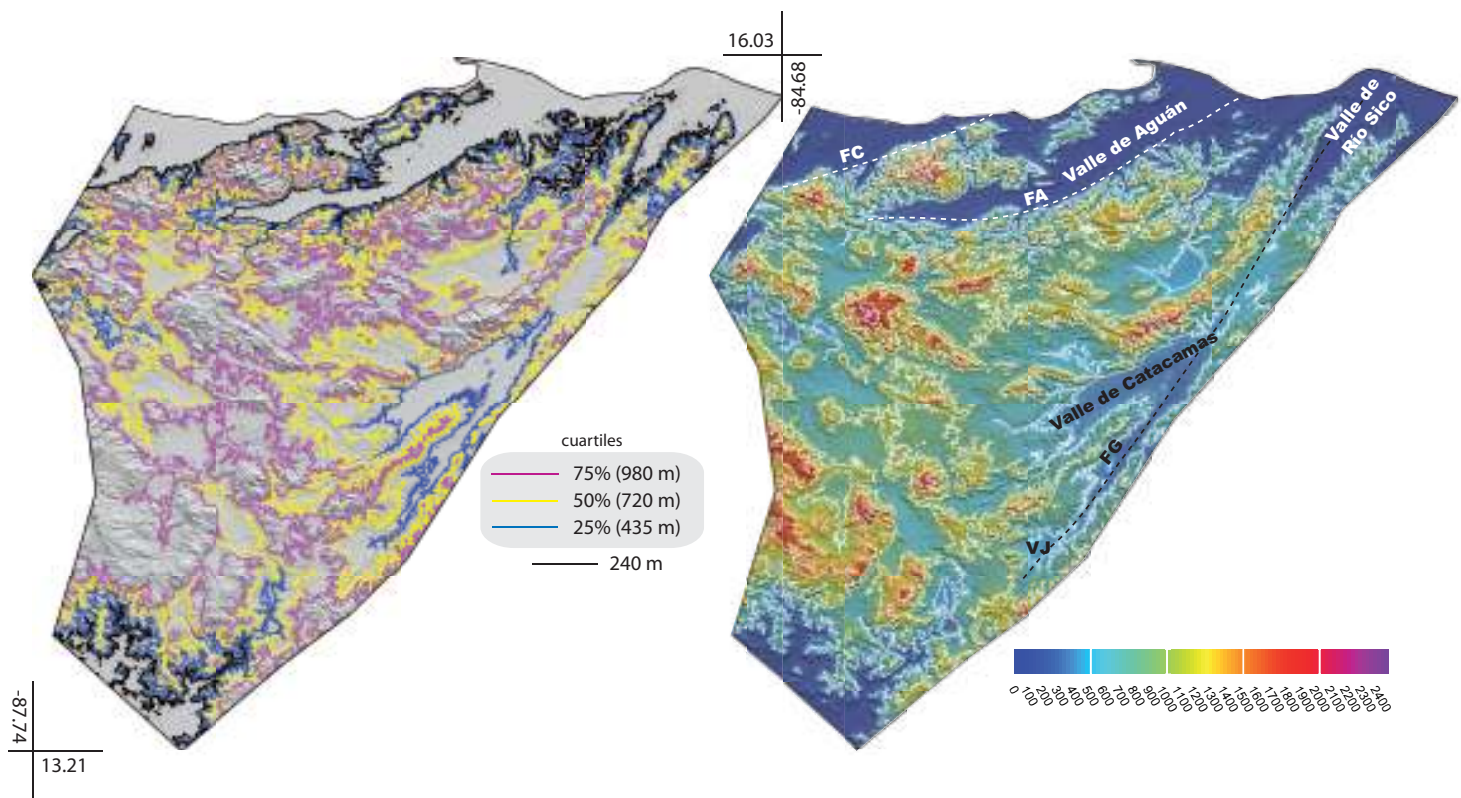 16.03
-84.68
FC
FA
Valle de Aguán
Valle de
Río Sico
Valle de Catacamas
FG
VJ
cuartiles
75% (980 m)
50% (720 m)
25% (435 m)
240 m
-87.74
13.21
0 100 200 300 400 500 600 700 800 900 1000 1100 1200 1300 1400 1500 1600 1700 1800 1900 2000 2100 2200 2300 2400